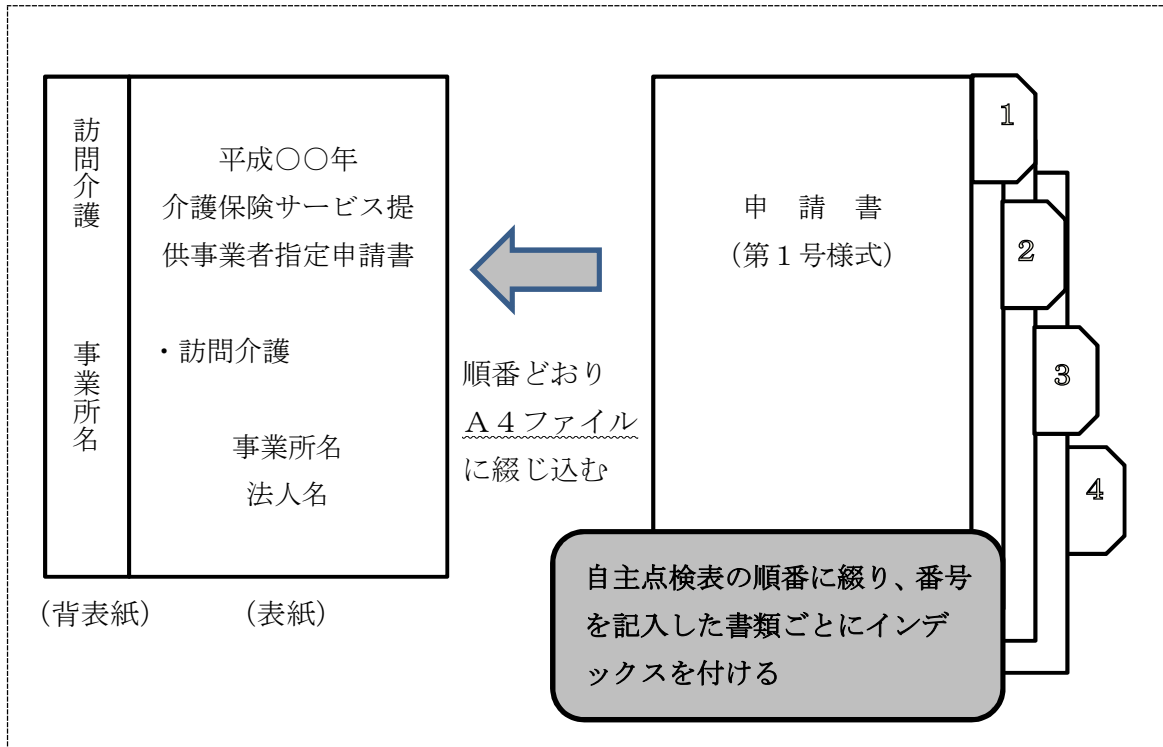 訪問介護
事業所名
平成○○年
介護保険サービス提
供事業者指定申請書
・訪問介護
事業所名
法人名
(背表紙)
(表紙)
順番どおり
A4ファイル
に綴じ込む
申 請 書
(第1号様式)
1
2
3
4
自主点検表の順番に綴り、番号
を記入した書類ごとにインデ
ックスを付ける